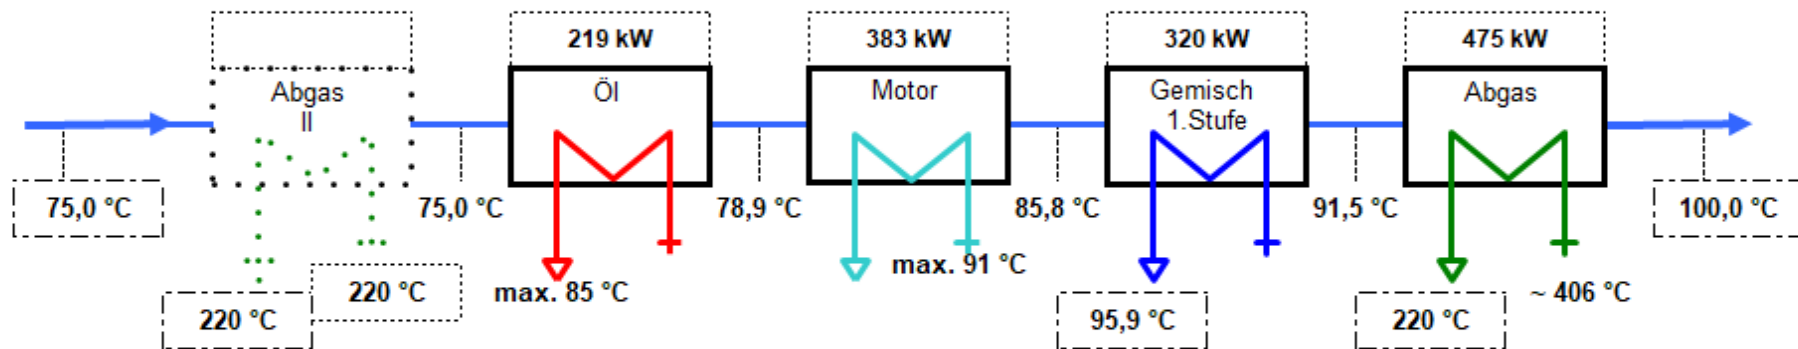 219 kW
383 kW
320 kW
475 kW
Abgas
II
Öl
Motor
Gemisch
1.Stufe
Abgas
75,0 °C
75,0 °C
78,9 °C
85,8 °C
91,5 °C
100,0 °C
220 °C
220 °C
max. 85 °C
max. 91 °C
95,9 °C
220 °C
~ 406 °C